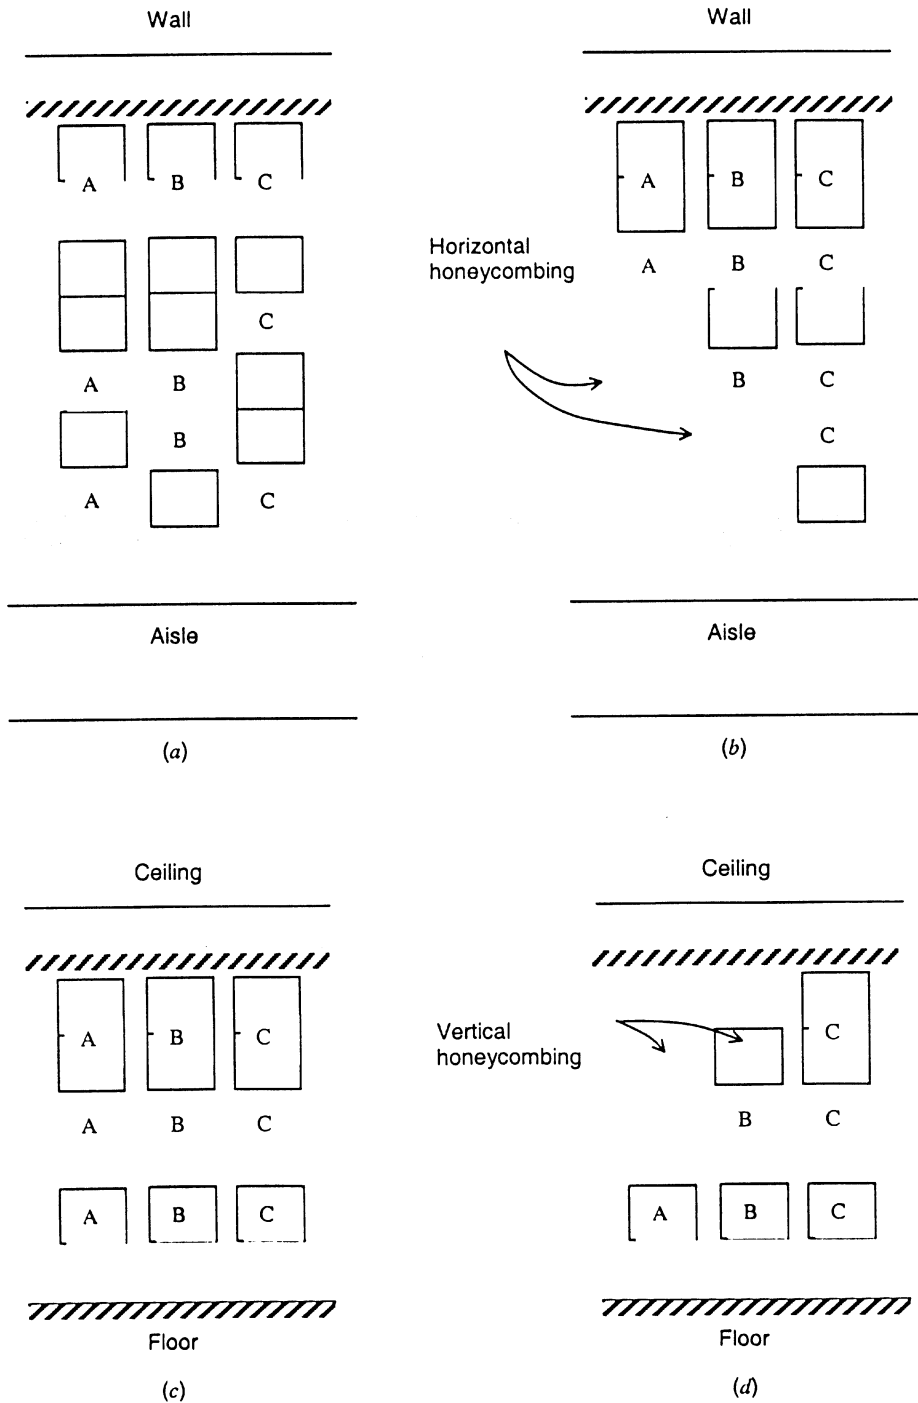 Wall
A B C
C
A B
B
A C
Aisle
(a)
Wall
A B C
A B C
Horizontal
honeycombing
B C
C
Aisle
(b)
Ceiling
A B C
A B C
A B C
Floor
(c)
Ceiling
C
Vertical
honeycombing
B C
A B C
Floor
(d)